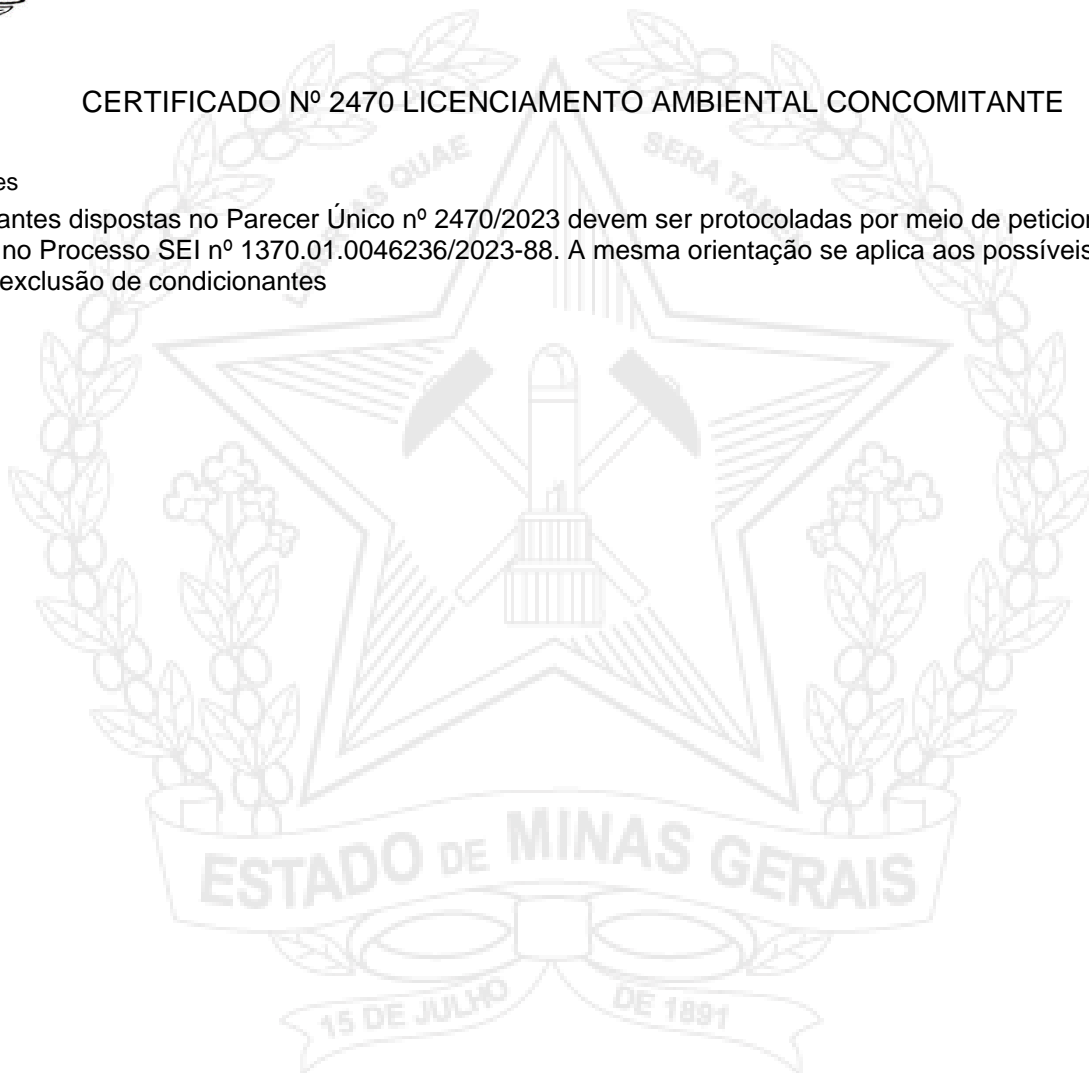 CERTIFICADO Nº 2470 LICENCIAMENTO AMBIENTAL CONCOMITANTE
es
antes dispostas no Parecer Único nº 2470/2023 devem ser protocoladas por meio de peticion
no Processo SEI nº 1370.01.0046236/2023-88. A mesma orientação se aplica aos possíveis
exclusão de condicionantes
LIBERTAS QUAE SERA TAMEN
ESTADO DE MINAS GERAIS
15 DE JULHO DE 1891